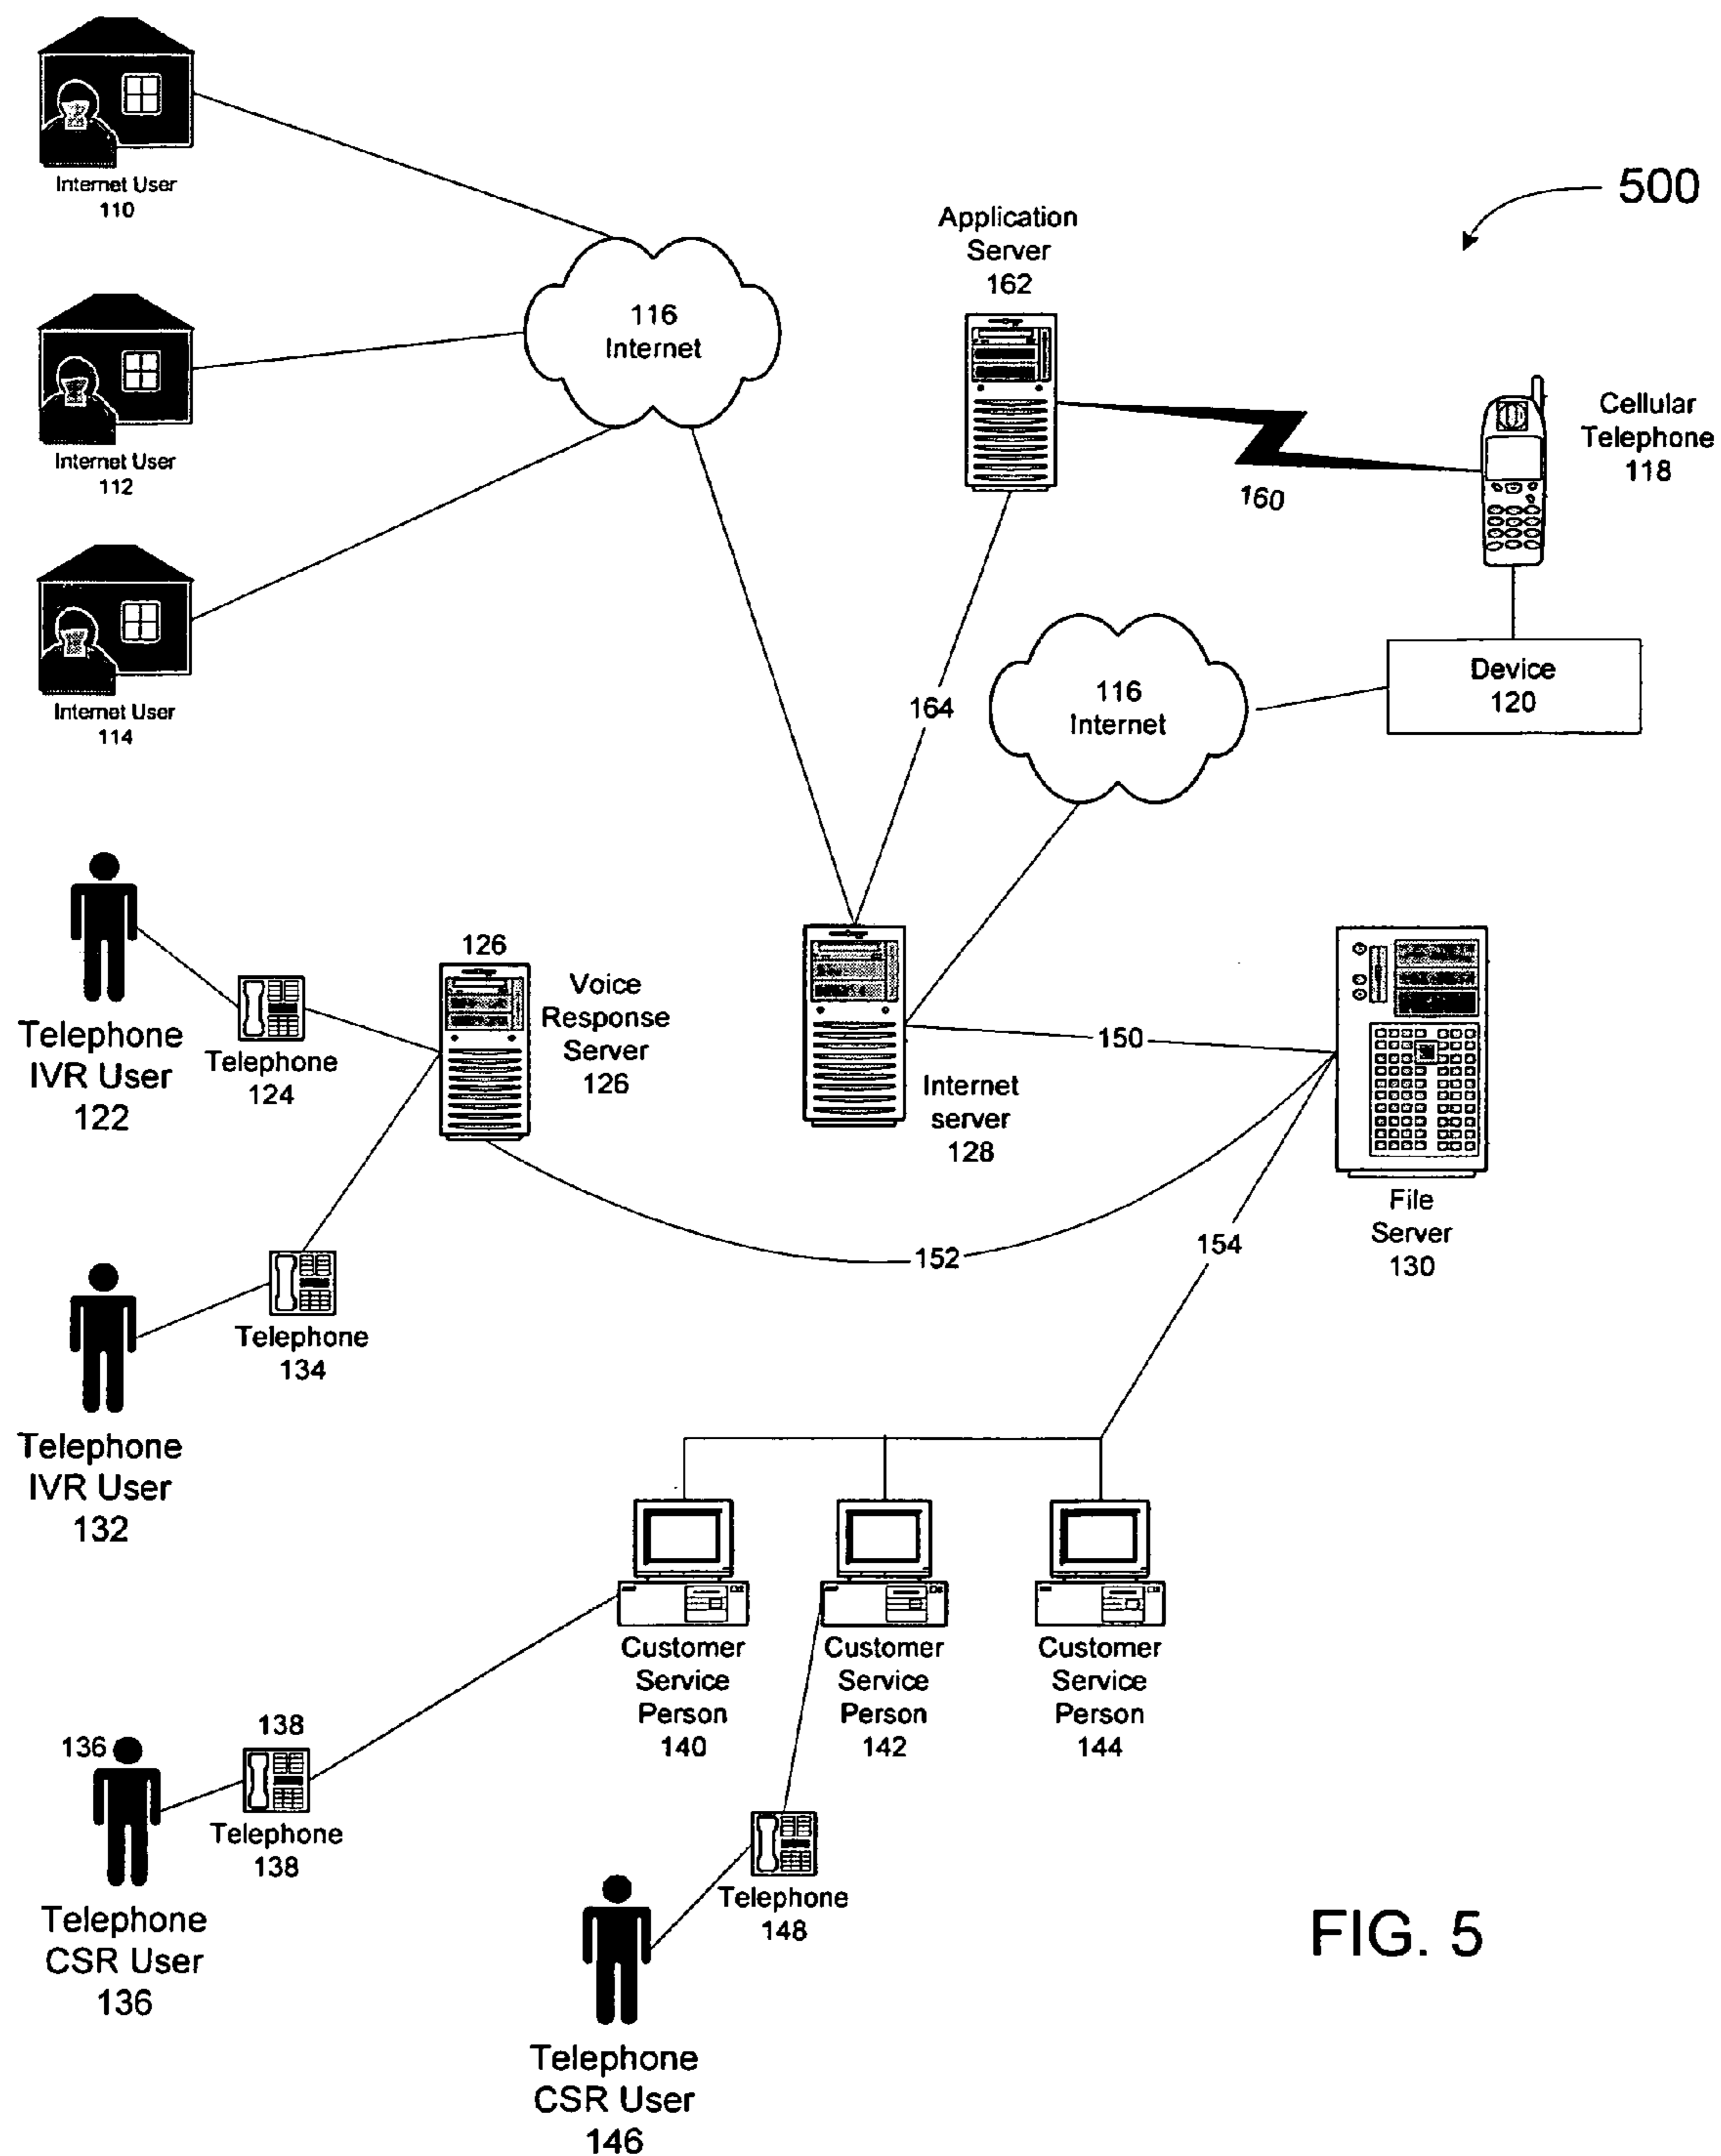 Internet User
110
500
Application
Server
162
116
Internet
Internet User
112
Cellular
Telephone
118
160
Internet User
114
164
116
Internet
Device
120
126
Voice
Response
Server
126
Telephone
IVR User
122
Telephone
124
150
Internet
server
128
File
Server
130
152
154
Telephone
134
Telephone
IVR User
132
Customer
Service
Person
140
Customer
Service
Person
142
Customer
Service
Person
144
136
138
Telephone
138
Telephone
CSR User
136
Telephone
148
Telephone
CSR User
146
FIG. 5